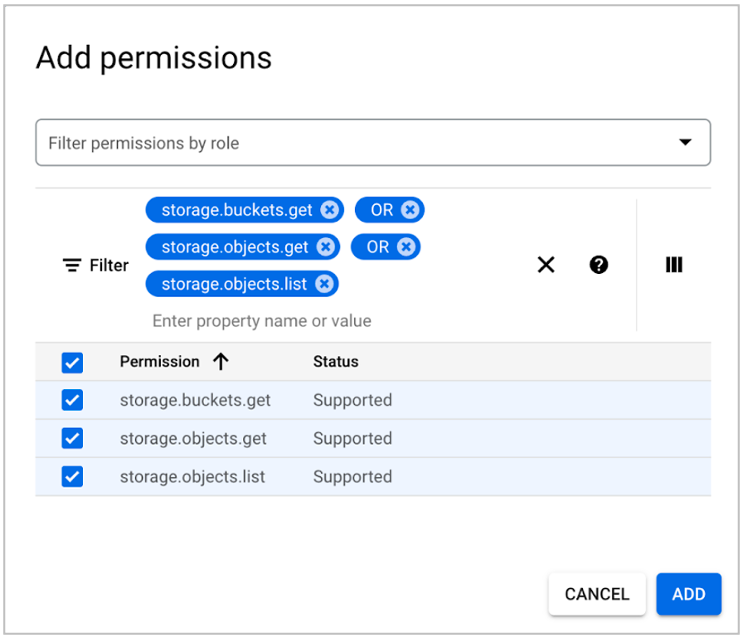 Add permissions
Filter permissions by role
storage.buckets.get OR
storage.objects.get OR
Filter
storage.objects.list
Enter property name or value
Permission Status
storage.buckets.get Supported
storage.objects.get Supported
storage.objects.list Supported
CANCEL ADD